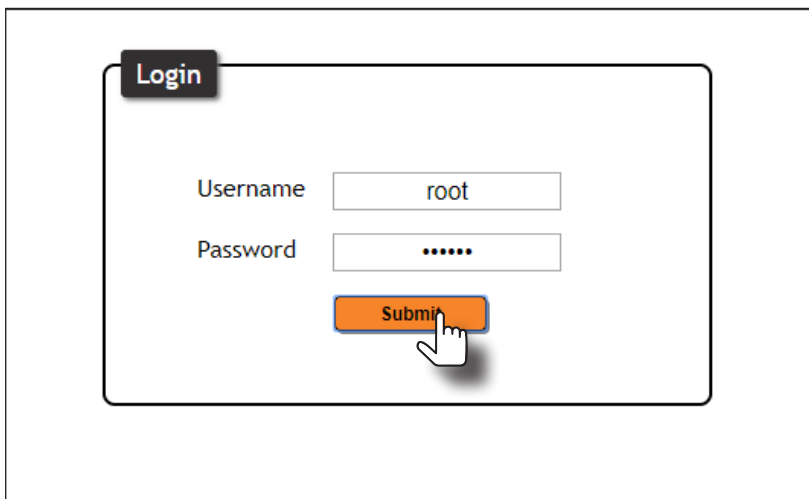 Login
Username root
Password ••••••
Submit